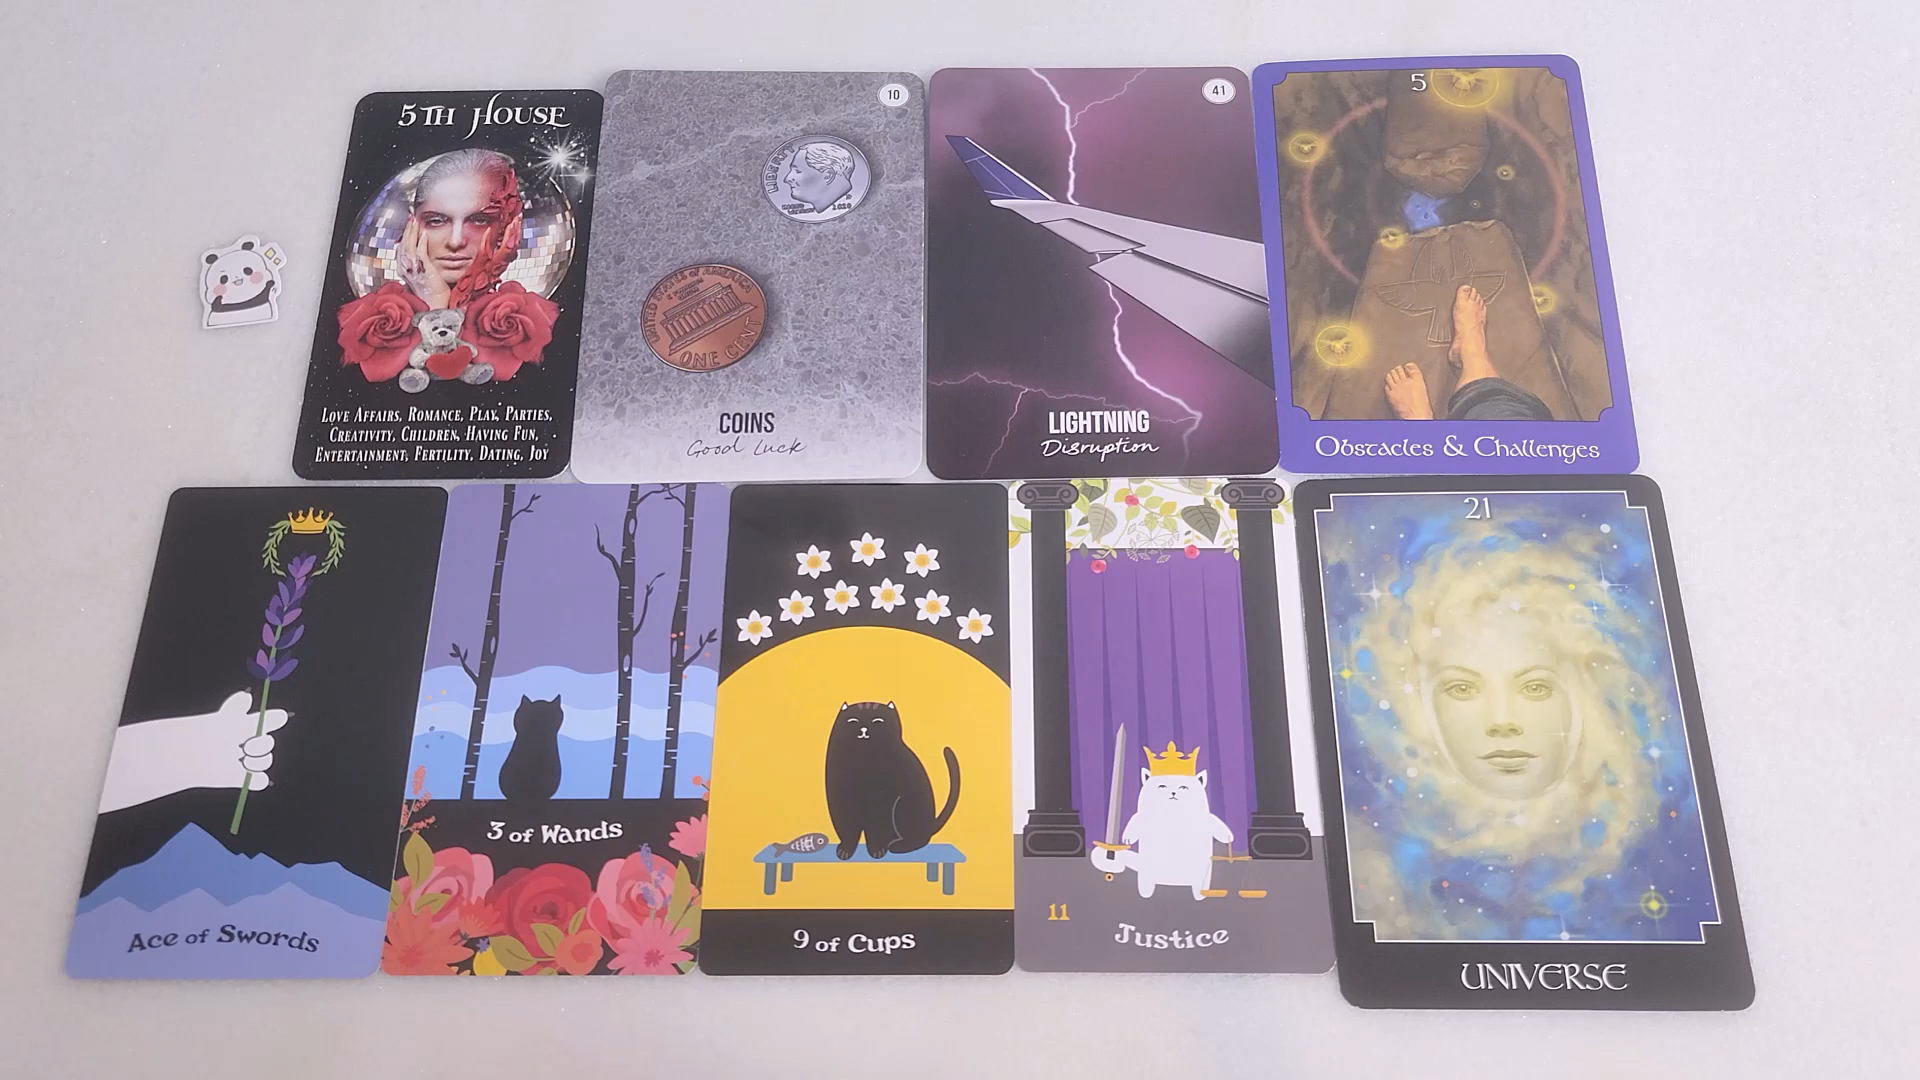 5TH HOUSE
LOVE AFFAIRS, ROMANCE, PLAY, PARTIES,
CREATIVITY, CHILDREN, HAVING FUN,
ENTERTAINMENT, FERTILITY, DATING, JOY
10
LIBERTY
2020
UNITED STATES OF AMERICA
ONE CENT
COINS
Good Luck
41
LIGHTNING
Disruption
5
Obstacles & Challenges
Ace of Swords
3 of Wands
9 of Cups
11
Justice
21
UNIVERSE